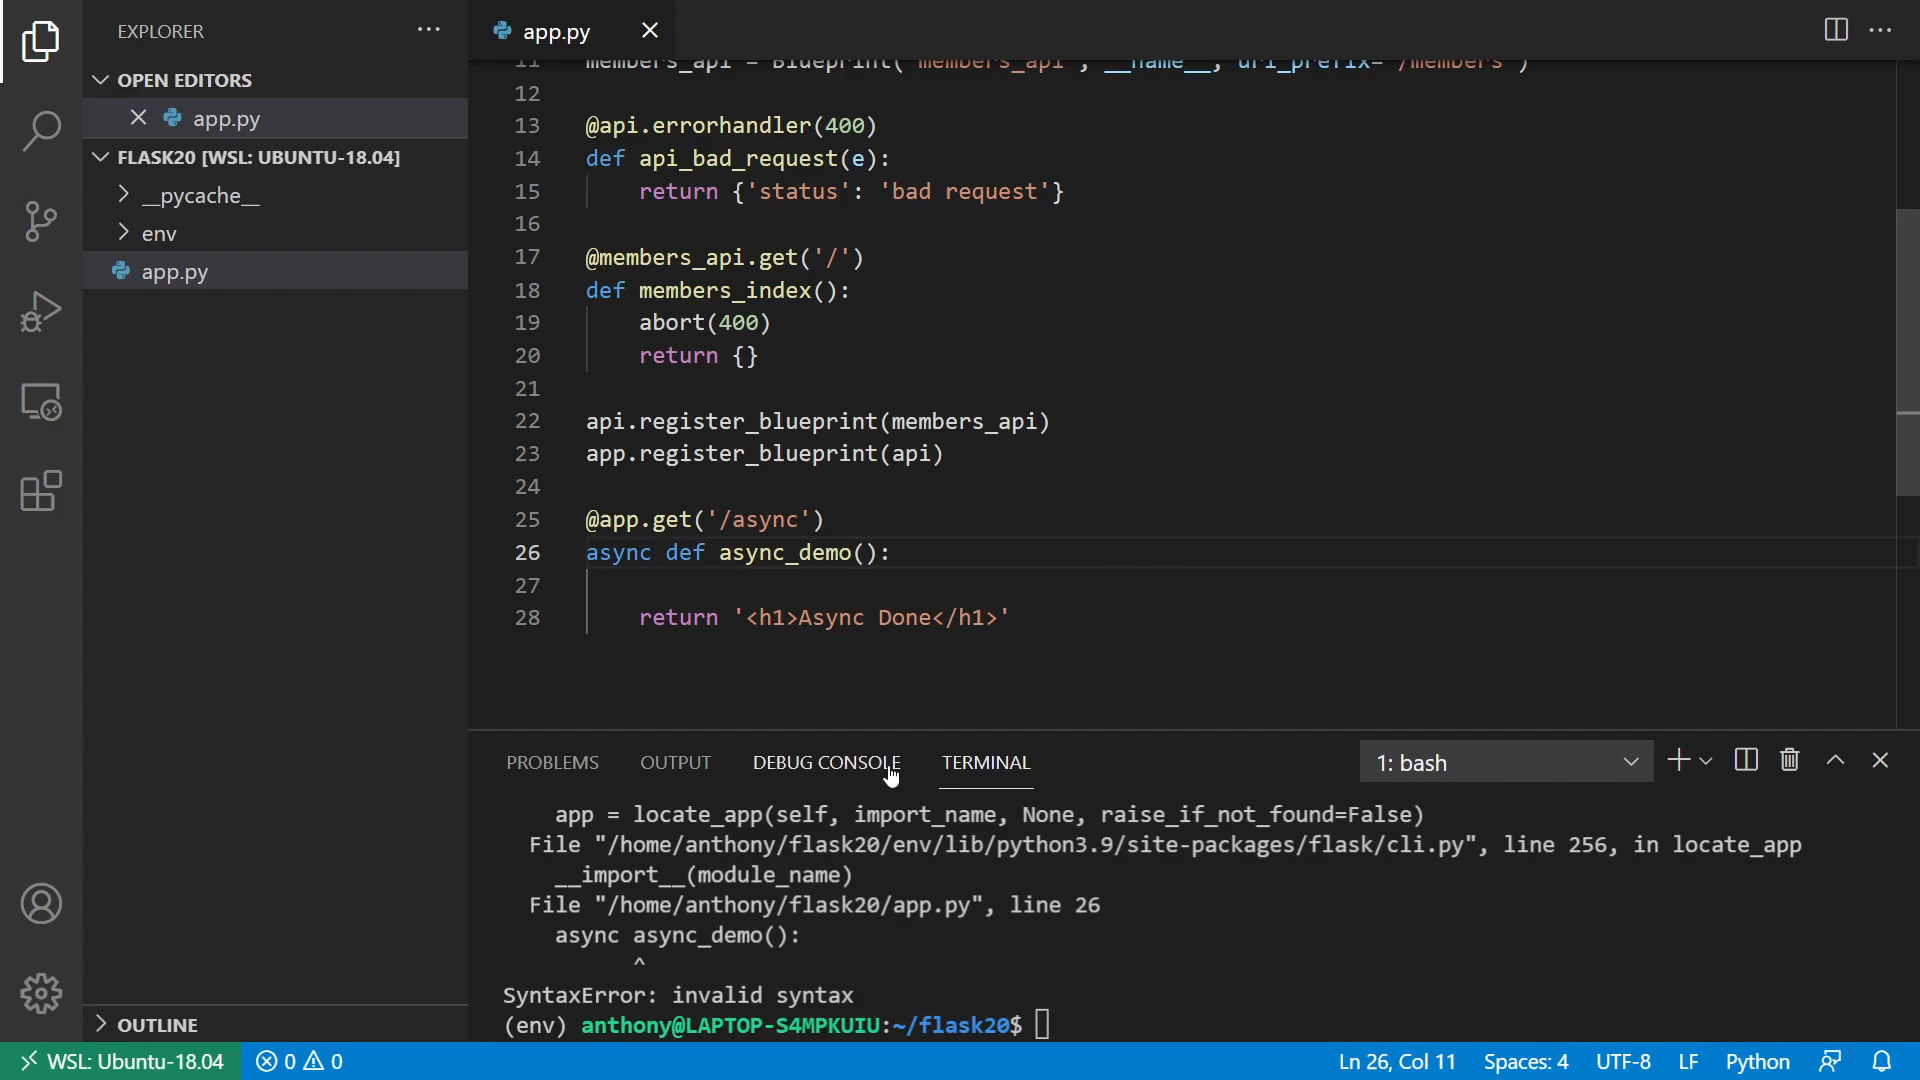 EXPLORER
OPEN EDITORS
app.py
FLASK20 [WSL: UBUNTU-18.04]
__pycache__
env
app.py
OUTLINE
app.py
11 members_api = Blueprint('members_api', __name__, url_prefix='/members')
12
13 @api.errorhandler(400)
14 def api_bad_request(e):
15 return {'status': 'bad request'}
16
17 @members_api.get('/')
18 def members_index():
19 abort(400)
20 return {}
21
22 api.register_blueprint(members_api)
23 app.register_blueprint(api)
24
25 @app.get('/async')
26 async def async_demo():
27
28 return '<h1>Async Done</h1>'
PROBLEMS OUTPUT DEBUG CONSOLE TERMINAL 1: bash
app = locate_app(self, import_name, None, raise_if_not_found=False)
File "/home/anthony/flask20/env/lib/python3.9/site-packages/flask/cli.py", line 256, in locate_app
__import__(module_name)
File "/home/anthony/flask20/app.py", line 26
async async_demo():
^
SyntaxError: invalid syntax
(env) anthony@LAPTOP-S4MPKUIU:~/flask20$
WSL: Ubuntu-18.04 0 0 Ln 26, Col 11 Spaces: 4 UTF-8 LF Python